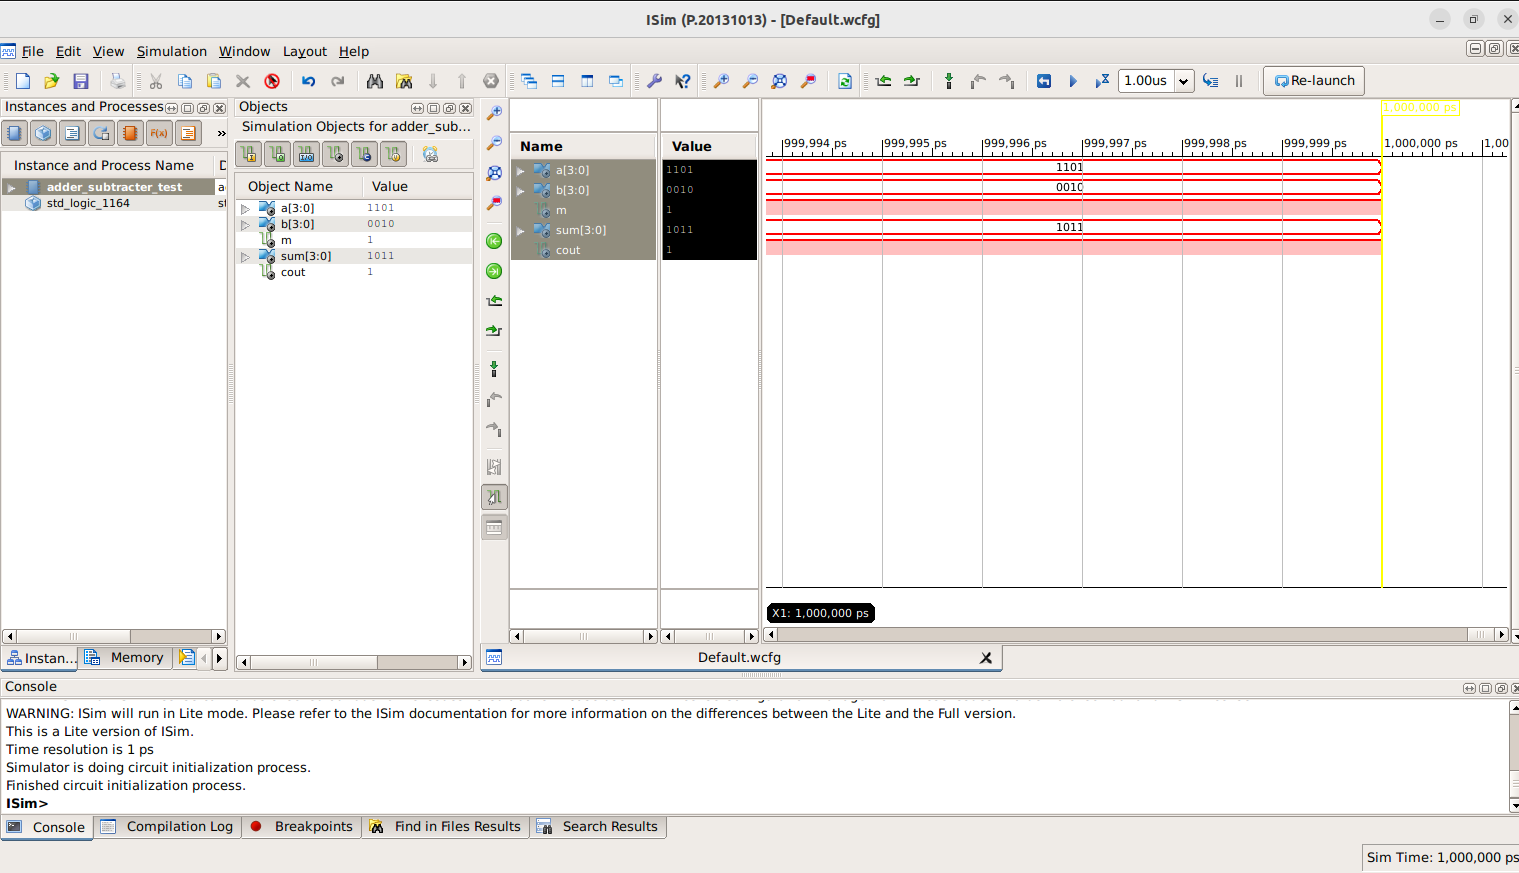 ISim (P.20131013) - [Default.wcfg]
File Edit View Simulation Window Layout Help
1.00us Re-launch
Instances and Processes
Instance and Process Name D
adder_subtracter_test a
std_logic_1164 st
Instan... Memory
Objects
Simulation Objects for adder_sub...
Object Name Value
a[3:0] 1101
b[3:0] 0010
m 1
sum[3:0] 1011
cout 1
Name Value
a[3:0] 1101
b[3:0] 0010
m 1
sum[3:0] 1011
cout 1
1,000,000 ps
999,994 ps 999,995 ps 999,996 ps 999,997 ps 999,998 ps 999,999 ps 1,000,000 ps 1,00
1101
0010
1011
X1: 1,000,000 ps
Default.wcfg
Console
WARNING: ISim will run in Lite mode. Please refer to the ISim documentation for more information on the differences between the Lite and the Full version.
This is a Lite version of ISim.
Time resolution is 1 ps
Simulator is doing circuit initialization process.
Finished circuit initialization process.
ISim>
Console Compilation Log Breakpoints Find in Files Results Search Results
Sim Time: 1,000,000 ps